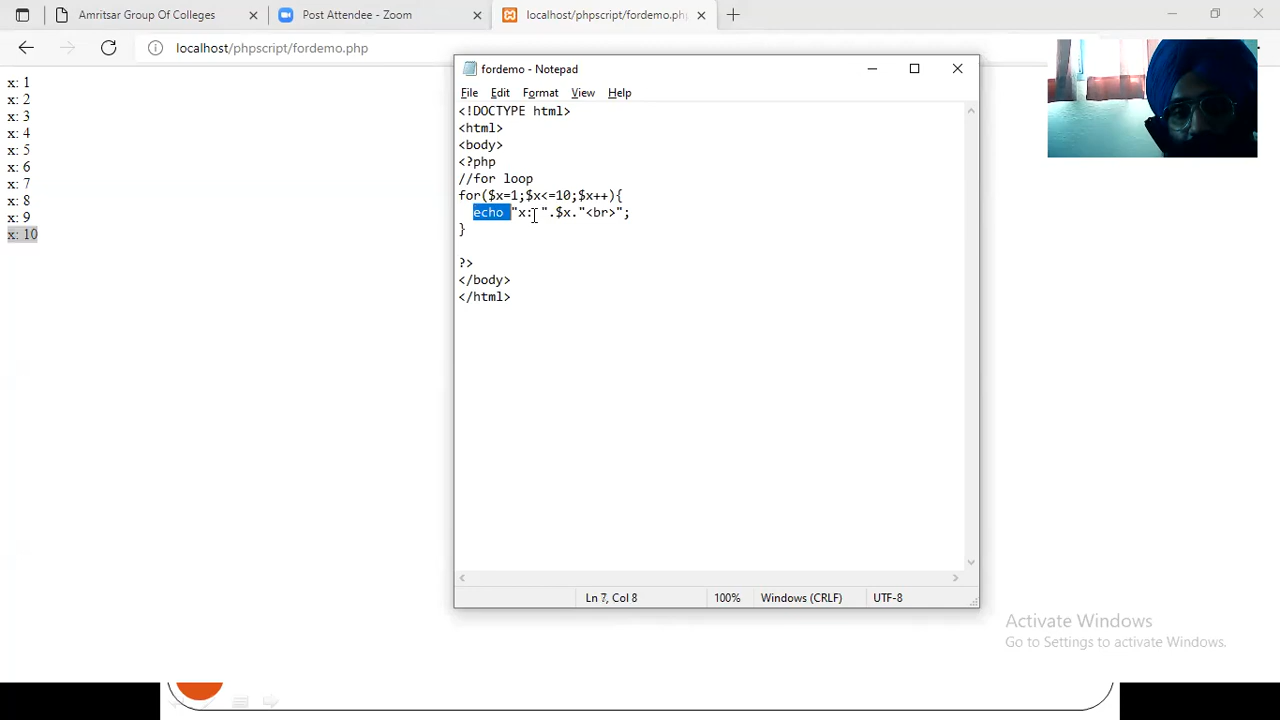 Amritsar Group Of Colleges
Post Attendee - Zoom
localhost/phpscript/fordemo.php
localhost/phpscript/fordemo.php
x: 1
x: 2
x: 3
x: 4
x: 5
x: 6
x: 7
x: 8
x: 9
x: 10
fordemo - Notepad
File Edit Format View Help
<!DOCTYPE html>
<html>
<body>
<?php
//for loop
for($x=1;$x<=10;$x++){
echo "x: ".$x."<br>";
}
?>
</body>
</html>
Ln 7, Col 8
100%
Windows (CRLF)
UTF-8
Activate Windows
Go to Settings to activate Windows.